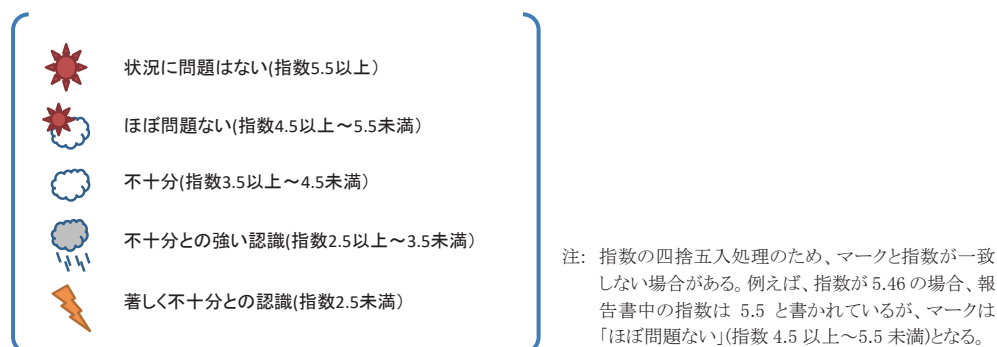 状況に問題はない(指数5.5以上)
ほぼ問題ない(指数4.5以上～5.5未満)
不十分(指数3.5以上～4.5未満)
不十分との強い認識(指数2.5以上～3.5未満)
著しく不十分との認識(指数2.5未満)
注: 指数の四捨五入処理のため、マークと指数が一致
しない場合がある。例えば、指数が 5.46 の場合、報
告書中の指数は 5.5 と書かれているが、マークは
「ほぼ問題ない」(指数 4.5 以上～5.5 未満)となる。